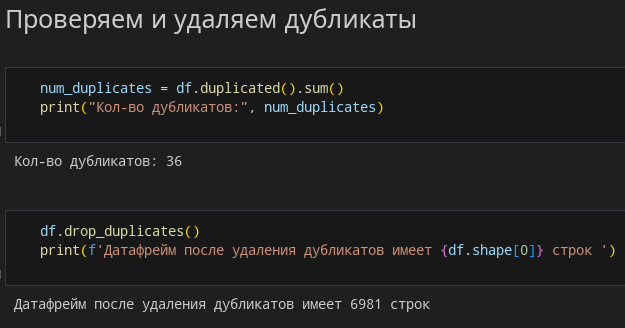 Проверяем и удаляем дубликаты
num_duplicates = df.duplicated().sum()
print("Кол-во дубликатов:", num_duplicates)
Кол-во дубликатов: 36
df.drop_duplicates()
print(f'Датафрейм после удаления дубликатов имеет {df.shape[0]} строк ')
Датафрейм после удаления дубликатов имеет 6981 строк